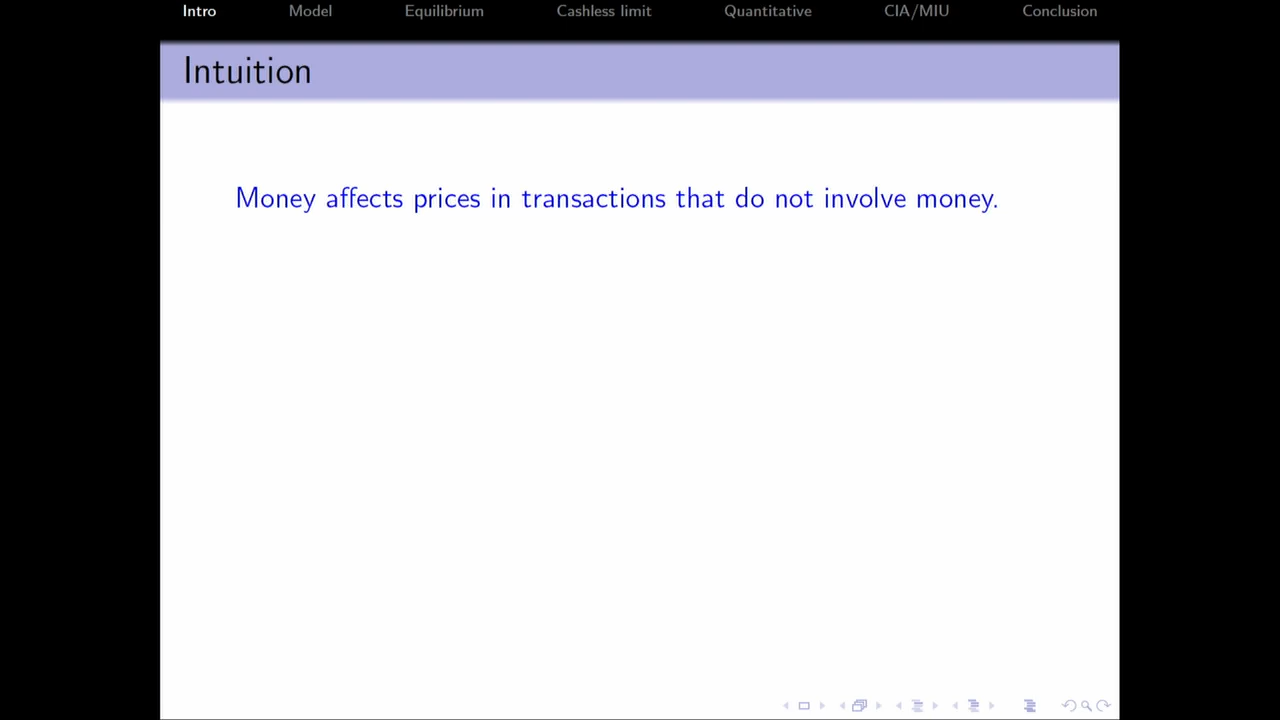 Intro Model Equilibrium Cashless limit Quantitative CIA/MIU Conclusion
Intuition
Money affects prices in transactions that do not involve money.